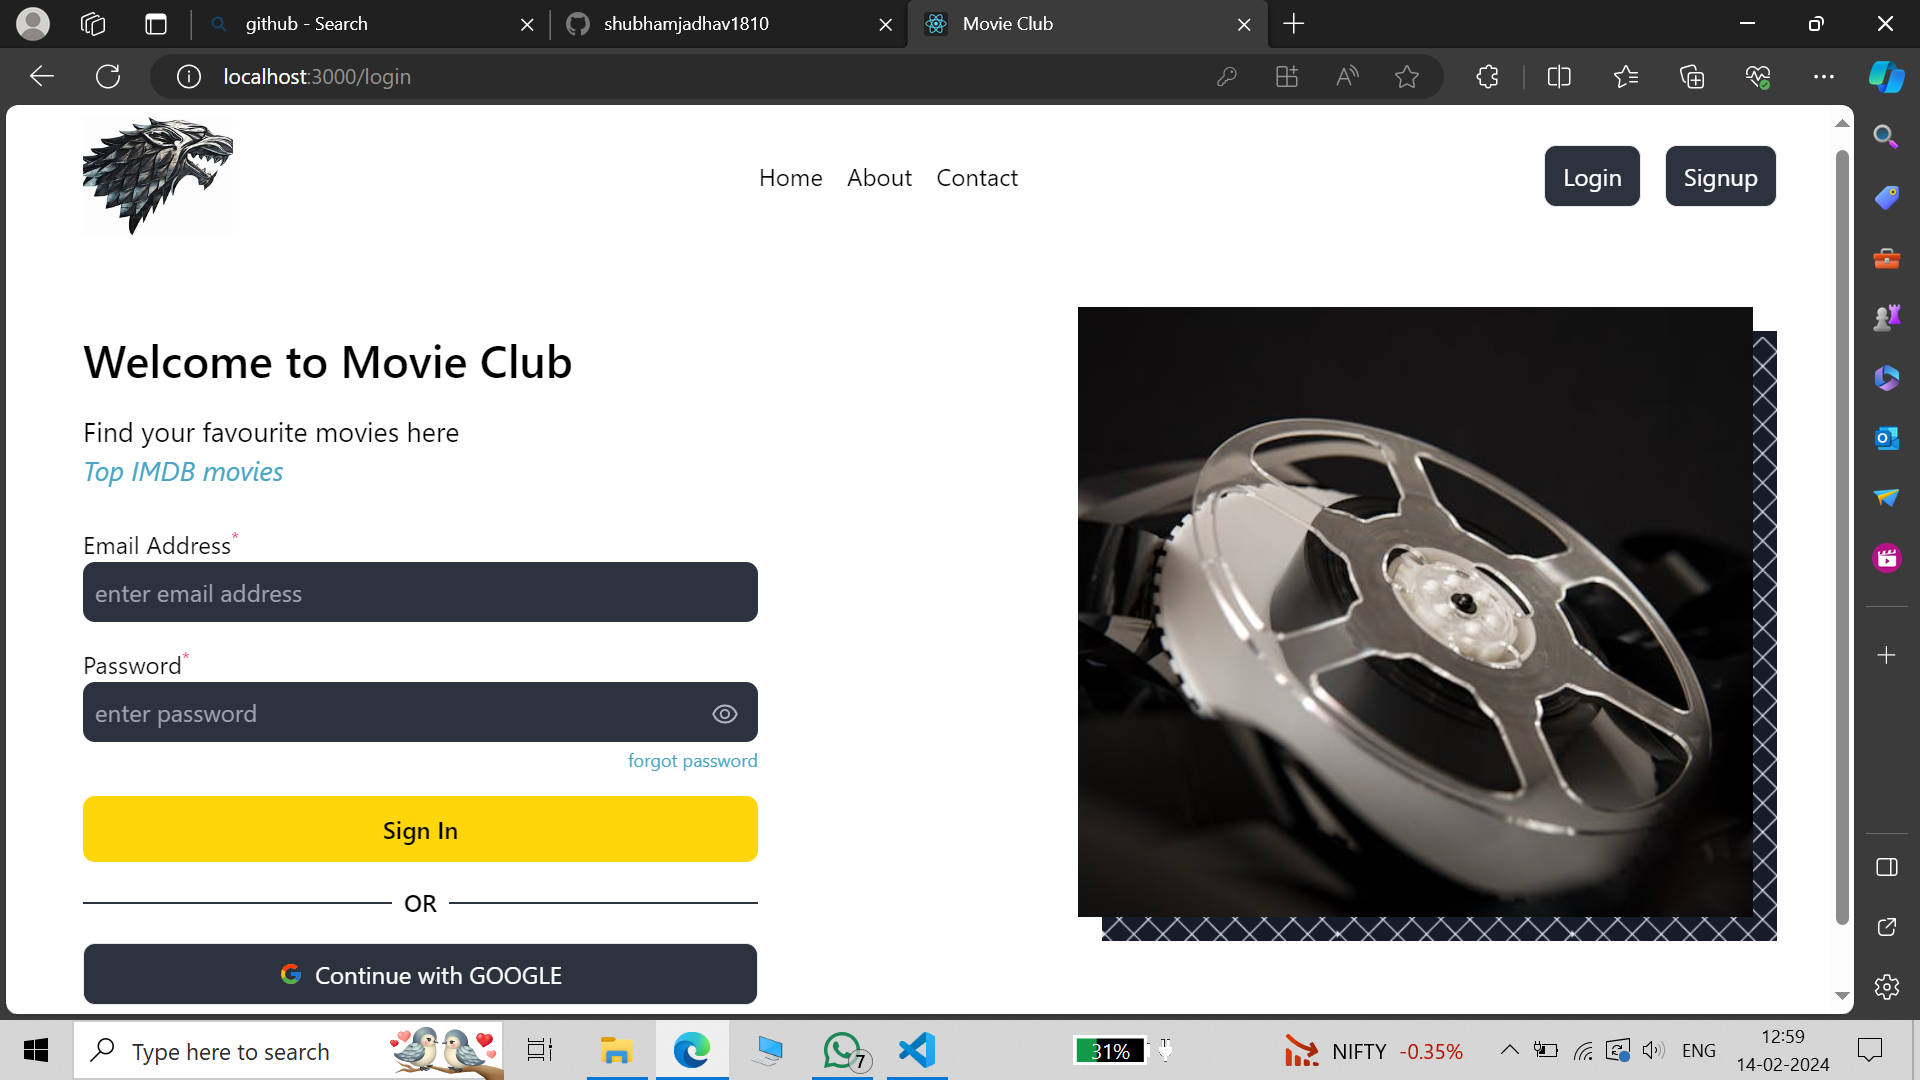 github - Search
shubhamjadhav1810
Movie Club
localhost:3000/login
Home About Contact
Login
Signup
Welcome to Movie Club
Find your favourite movies here
Top IMDB movies
Email Address*
enter email address
Password*
enter password
forgot password
Sign In
OR
Continue with GOOGLE
Type here to search
7
31%
NIFTY -0.35%
ENG
12:59
14-02-2024